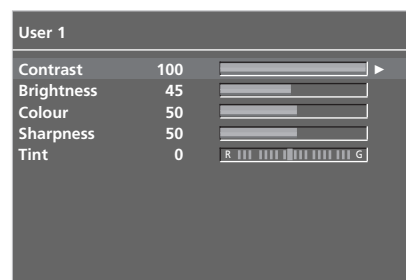 User 1
Contrast 100
Brightness 45
Colour 50
Sharpness 50
Tint 0 R G